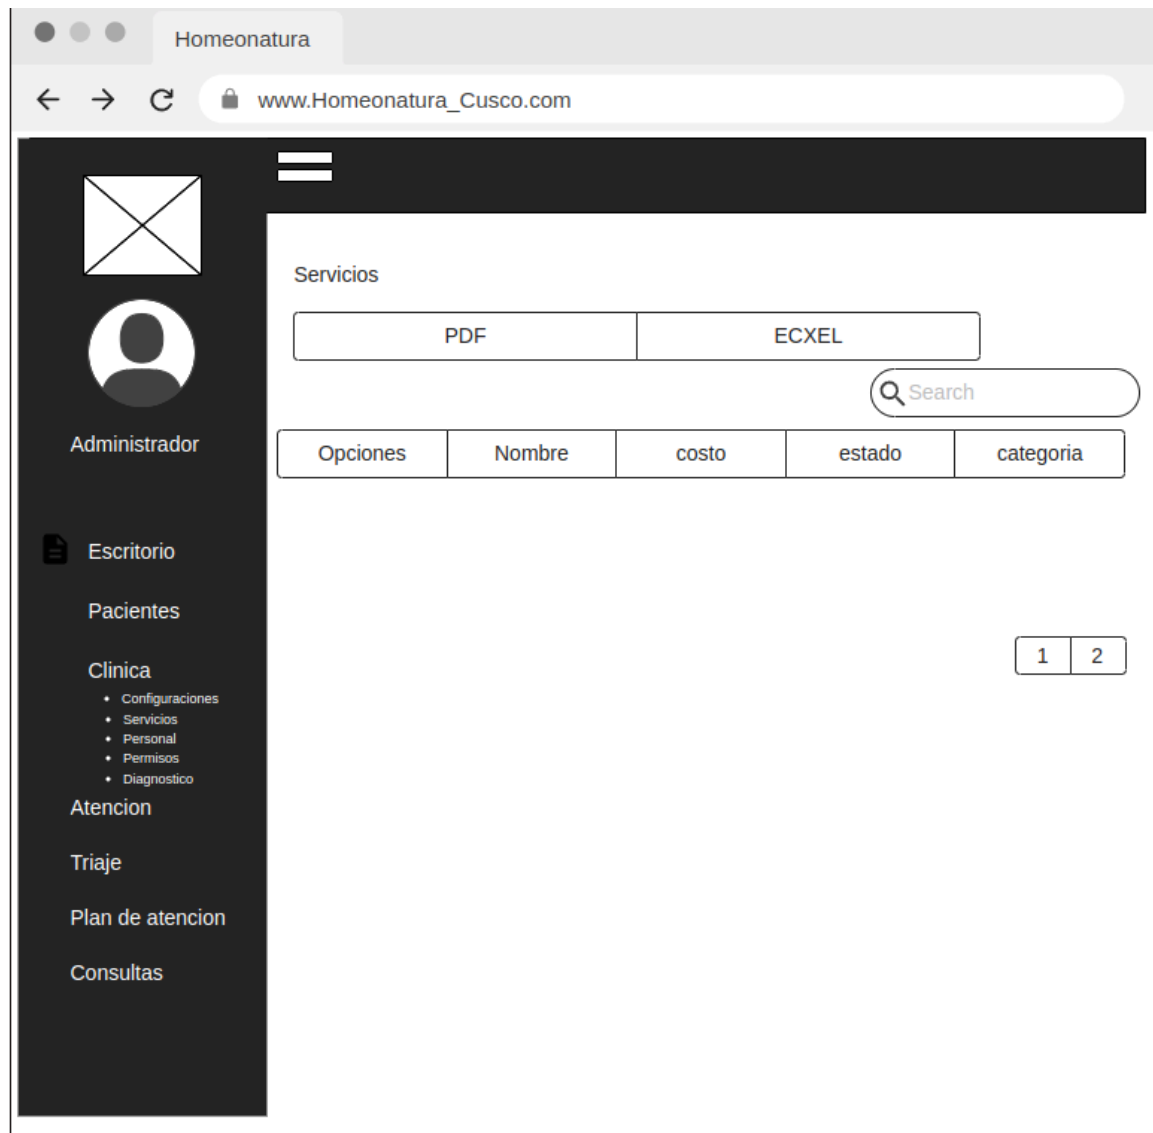 Homeonatura
www.Homeonatura_Cusco.com
Administrador
Escritorio
Pacientes
Clinica
• Configuraciones
• Servicios
• Personal
• Permisos
• Diagnostico
Atencion
Triaje
Plan de atencion
Consultas
Servicios
PDF ECXEL
Search
Opciones Nombre costo estado categoria
1 2